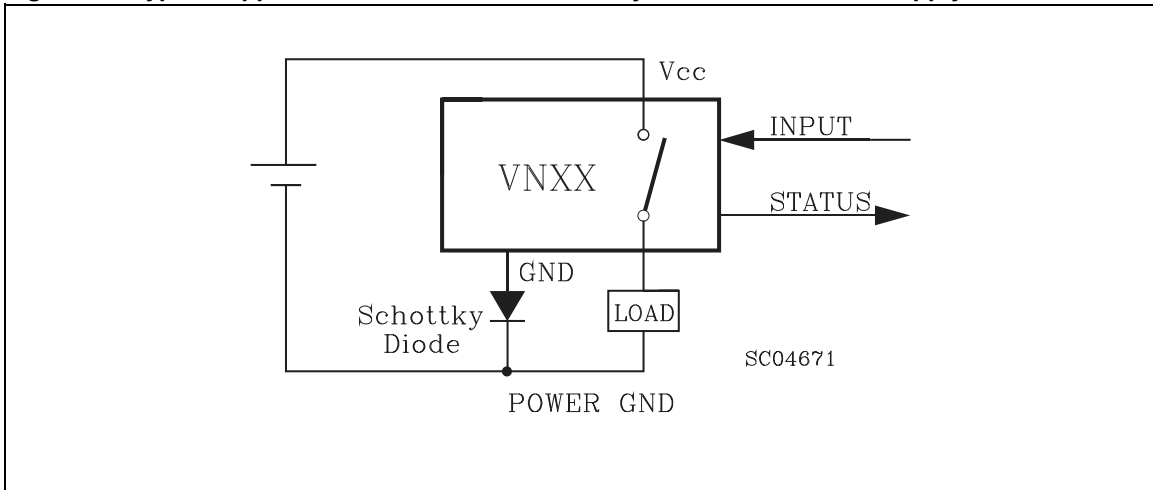 Vcc
INPUT
VNXX
STATUS
GND
Schottky
Diode
LOAD
SC04671
POWER GND